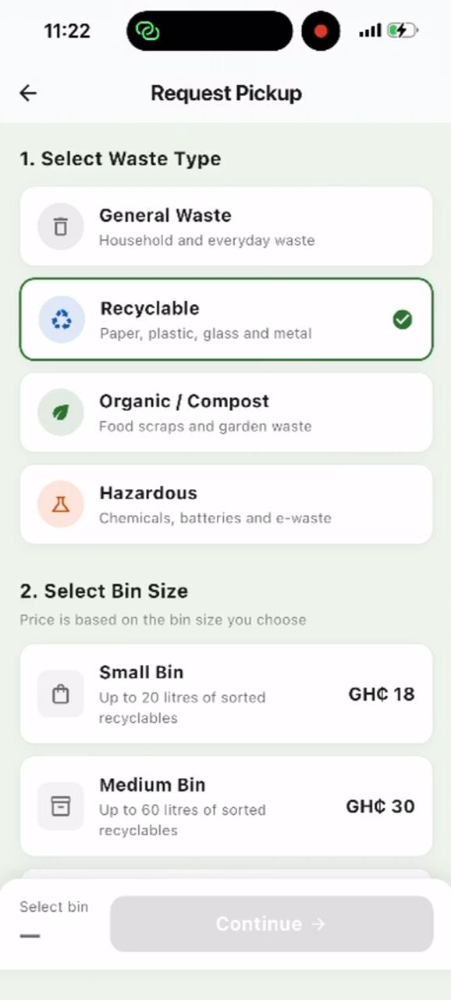 11:22
Request Pickup
1. Select Waste Type
General Waste
Household and everyday waste
Recyclable
Paper, plastic, glass and metal
Organic / Compost
Food scraps and garden waste
Hazardous
Chemicals, batteries and e-waste
2. Select Bin Size
Price is based on the bin size you choose
Small Bin
Up to 20 litres of sorted
recyclables
GH₵ 18
Medium Bin
Up to 60 litres of sorted
recyclables
GH₵ 30
Select bin
—
Continue →